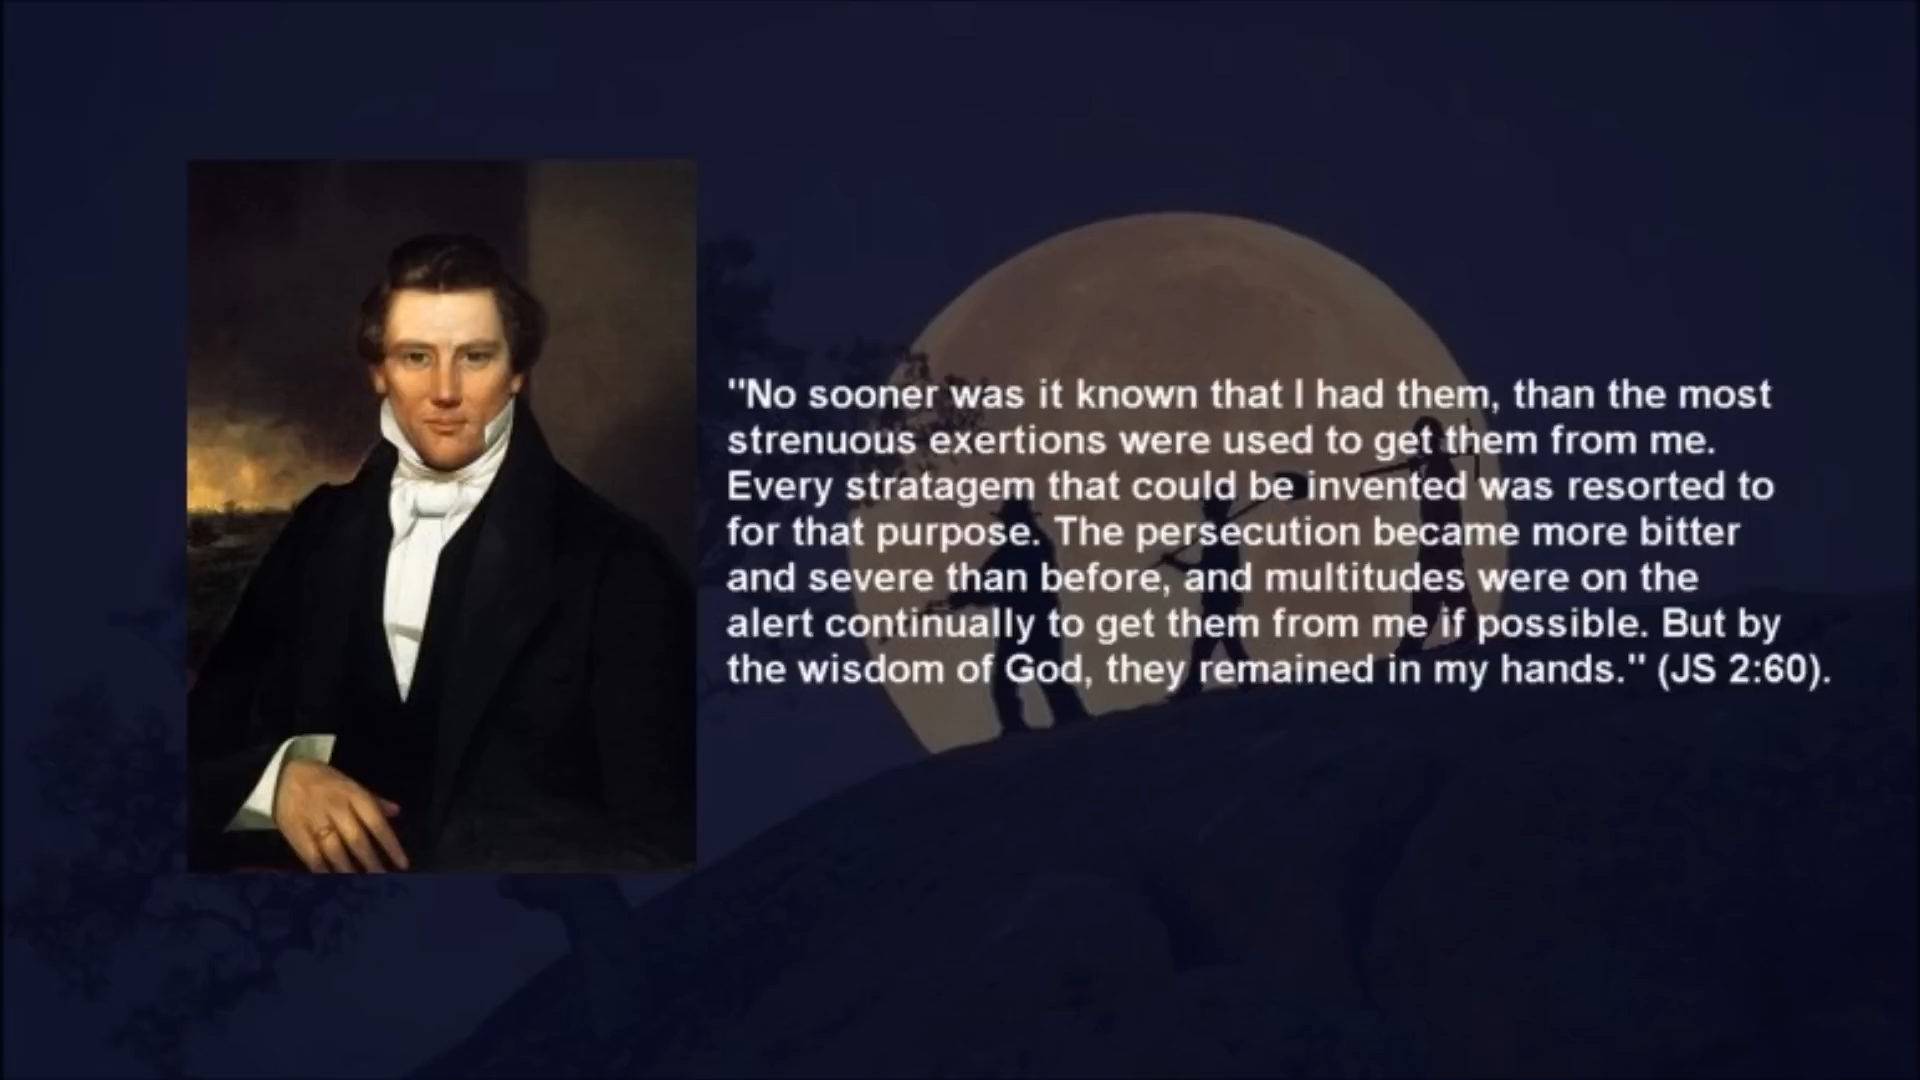 "No sooner was it known that I had them, than the most
strenuous exertions were used to get them from me.
Every stratagem that could be invented was resorted to
for that purpose. The persecution became more bitter
and severe than before, and multitudes were on the
alert continually to get them from me if possible. But by
the wisdom of God, they remained in my hands." (JS 2:60).